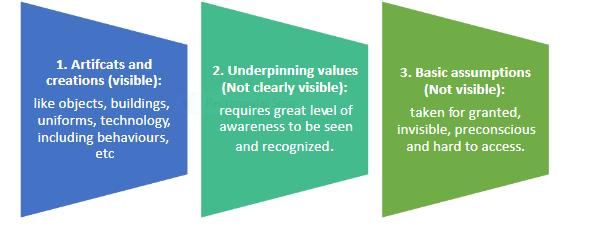 1. Artifcats and
creations (visible):
like objects, buildings,
uniforms, technology,
including behaviours,
etc
2. Underpinning values
(Not clearly visible):
requires great level of
awareness to be seen
and recognized.
3. Basic assumptions
(Not visible):
taken for granted,
invisible, preconscious
and hard to access.